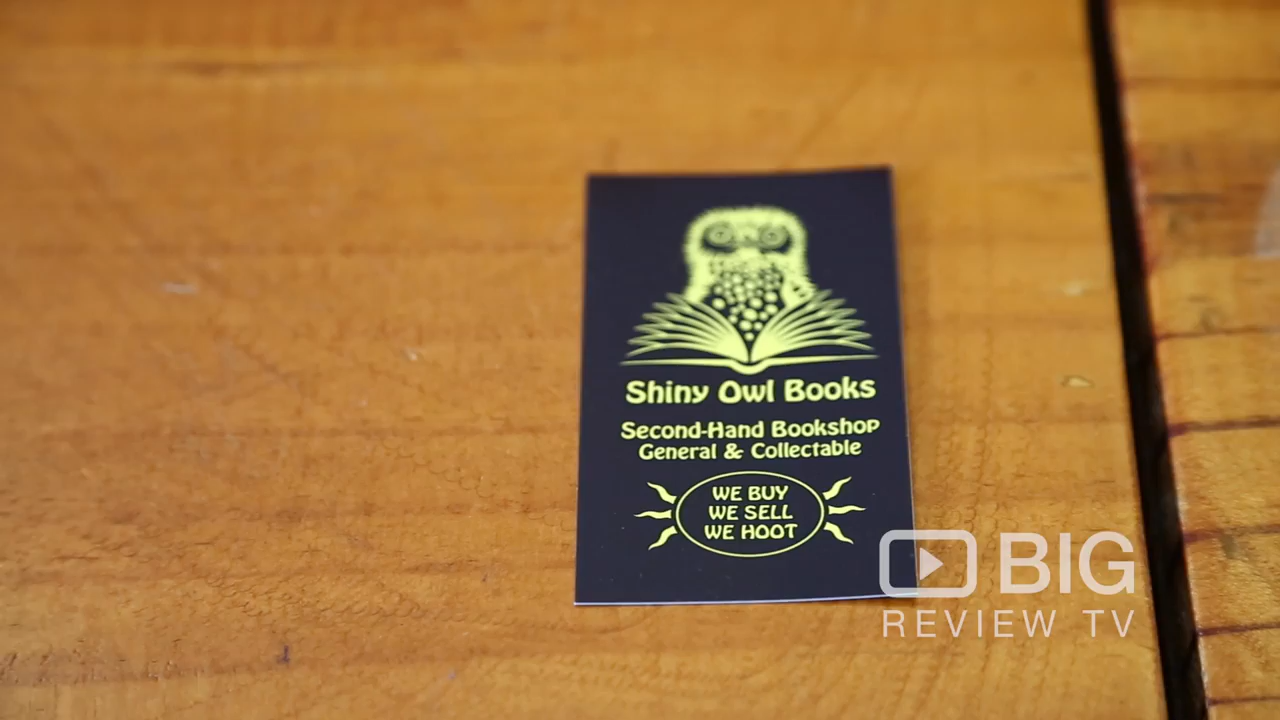 Shiny Owl Books
Second-Hand Bookshop
General & Collectable
WE BUY
WE SELL
WE HOOT
BIG
REVIEW TV